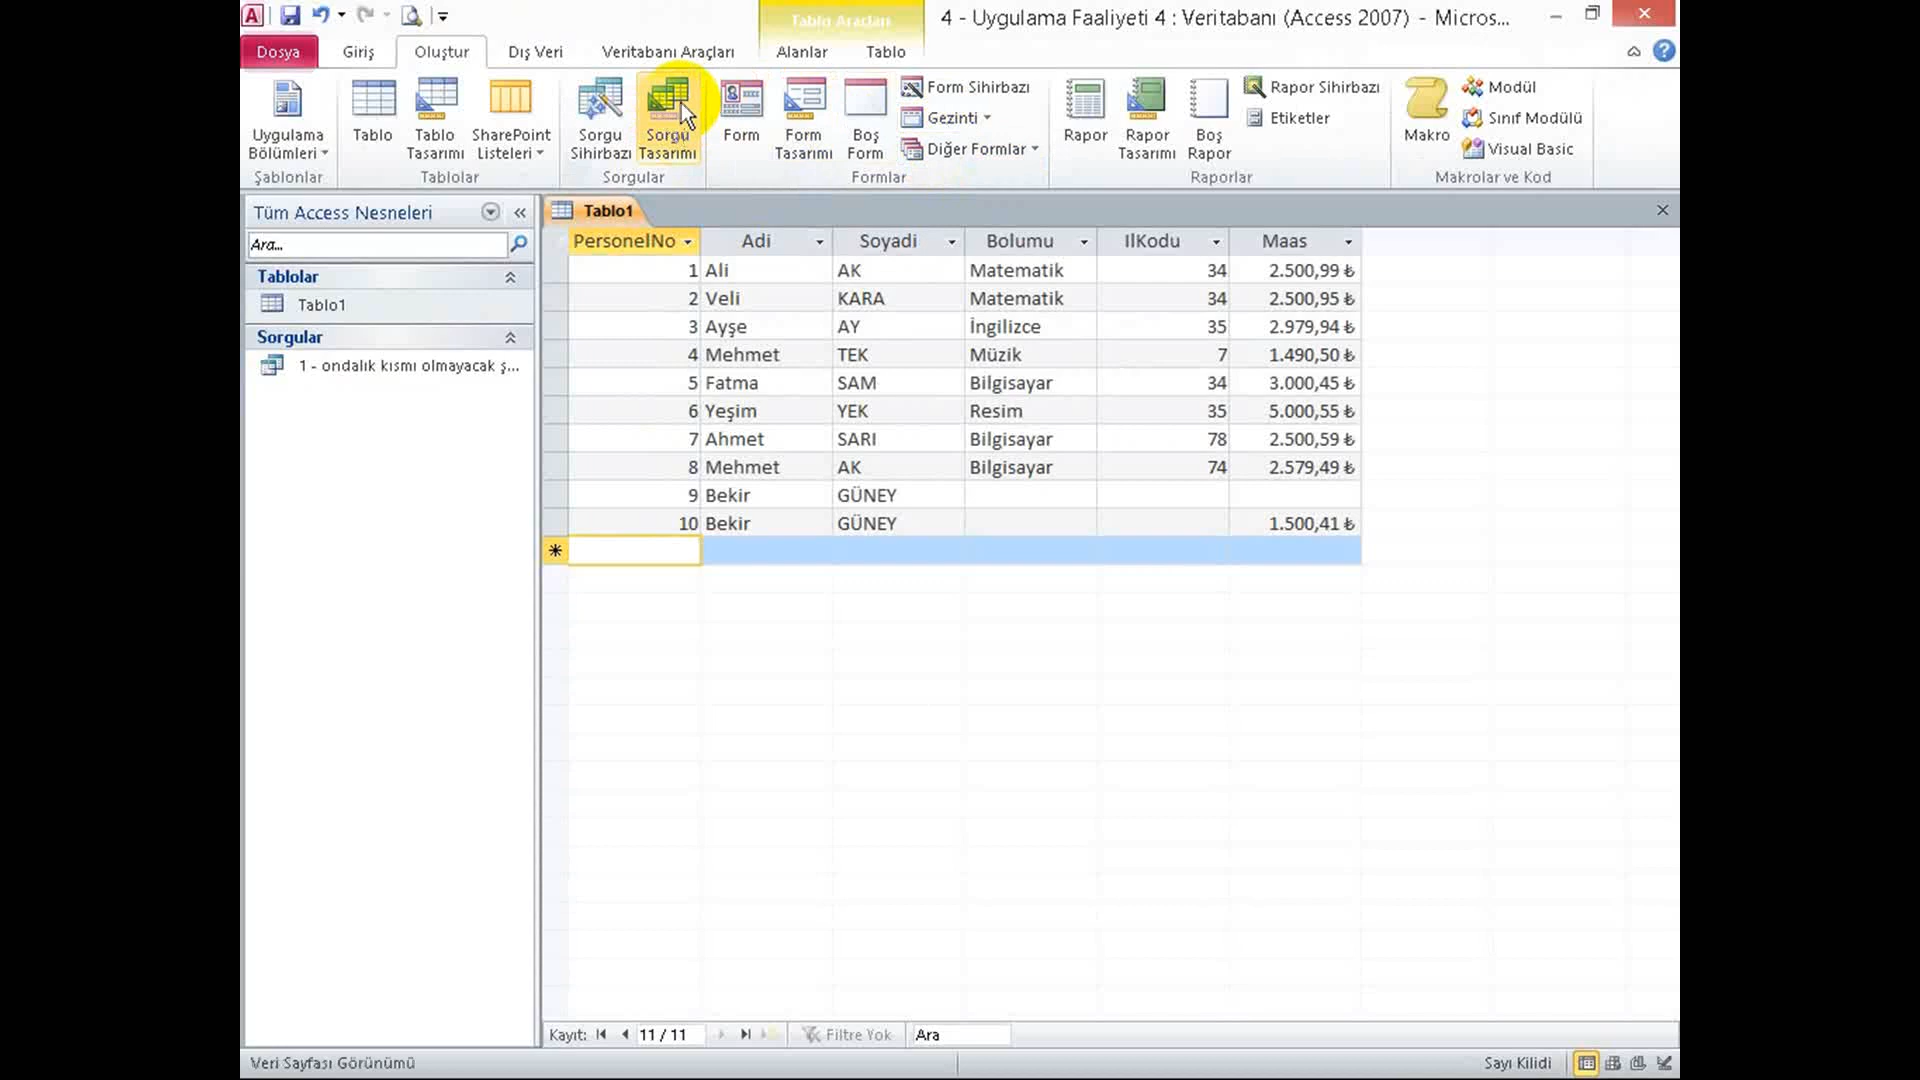 Tablo Araçları
4 - Uygulama Faaliyeti 4 : Veritabanı (Access 2007) - Micros...
Dosya
Giriş
Oluştur
Dış Veri
Veritabanı Araçları
Alanlar
Tablo
Uygulama Bölümleri
Tablo
Tablo Tasarımı
SharePoint Listeleri
Sorgu Sihirbazı
Sorgu Tasarımı
Form
Form Tasarımı
Boş Form
Form Sihirbazı
Gezinti
Diğer Formlar
Rapor
Rapor Tasarımı
Boş Rapor
Rapor Sihirbazı
Etiketler
Makro
Modül
Sınıf Modülü
Visual Basic
Şablonlar
Tablolar
Sorgular
Formlar
Raporlar
Makrolar ve Kod
Tüm Access Nesneleri
Ara...
Tablolar
Tablo1
Sorgular
1 - ondalık kısmı olmayacak ş...
Tablo1
PersonelNo Adi Soyadi Bolumu IlKodu Maas
1 Ali AK Matematik 34 2.500,99 ₺
2 Veli KARA Matematik 34 2.500,95 ₺
3 Ayşe AY İngilizce 35 2.979,94 ₺
4 Mehmet TEK Müzik 7 1.490,50 ₺
5 Fatma SAM Bilgisayar 34 3.000,45 ₺
6 Yeşim YEK Resim 35 5.000,55 ₺
7 Ahmet SARI Bilgisayar 78 2.500,59 ₺
8 Mehmet AK Bilgisayar 74 2.579,49 ₺
9 Bekir GÜNEY
10 Bekir GÜNEY 1.500,41 ₺
Kayıt: 11 / 11 Filtre Yok Ara
Veri Sayfası Görünümü
Sayı Kilidi